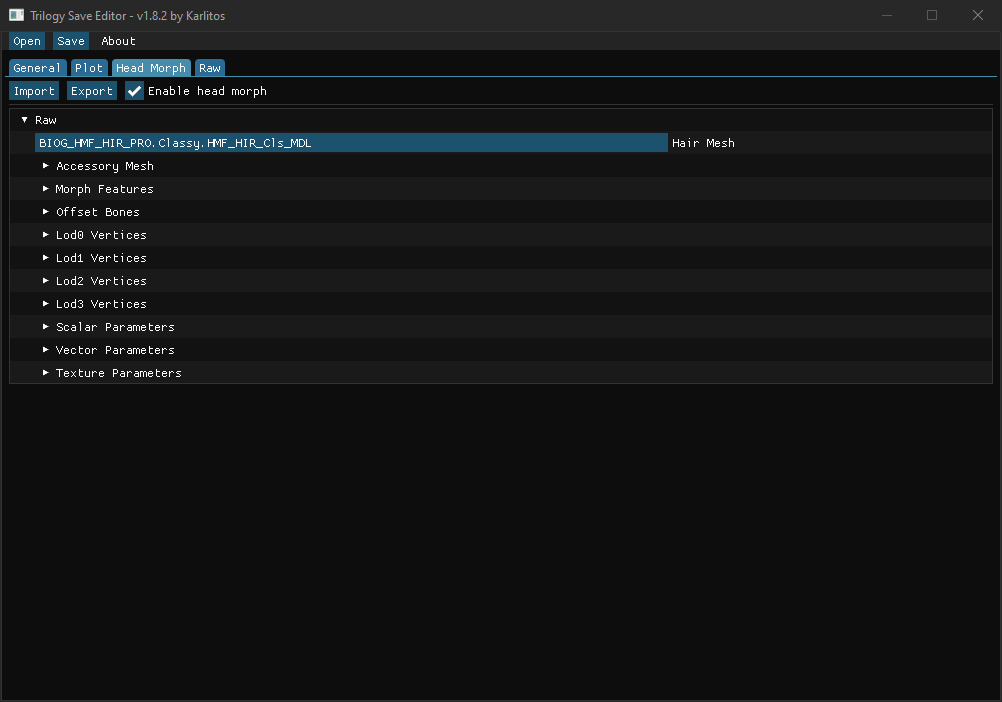 Trilogy Save Editor - v1.8.2 by Karlitos
Open Save About
General Plot Head Morph Raw
Import Export Enable head morph
Raw
BIOG_HMF_HIR_PRO.Classy.HMF_HIR_Cls_MDL Hair Mesh
Accessory Mesh
Morph Features
Offset Bones
Lod0 Vertices
Lod1 Vertices
Lod2 Vertices
Lod3 Vertices
Scalar Parameters
Vector Parameters
Texture Parameters